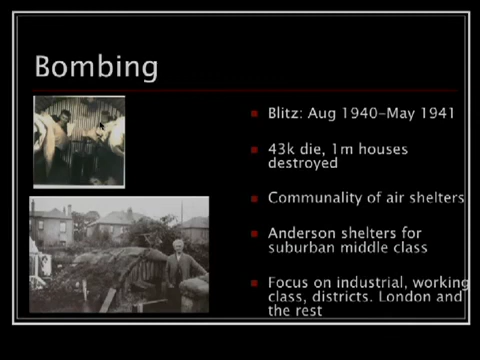 Bombing
Blitz: Aug 1940-May 1941
43k die, 1m houses
destroyed
Communality of air shelters
Anderson shelters for
suburban middle class
Focus on industrial, working
class, districts. London and
the rest